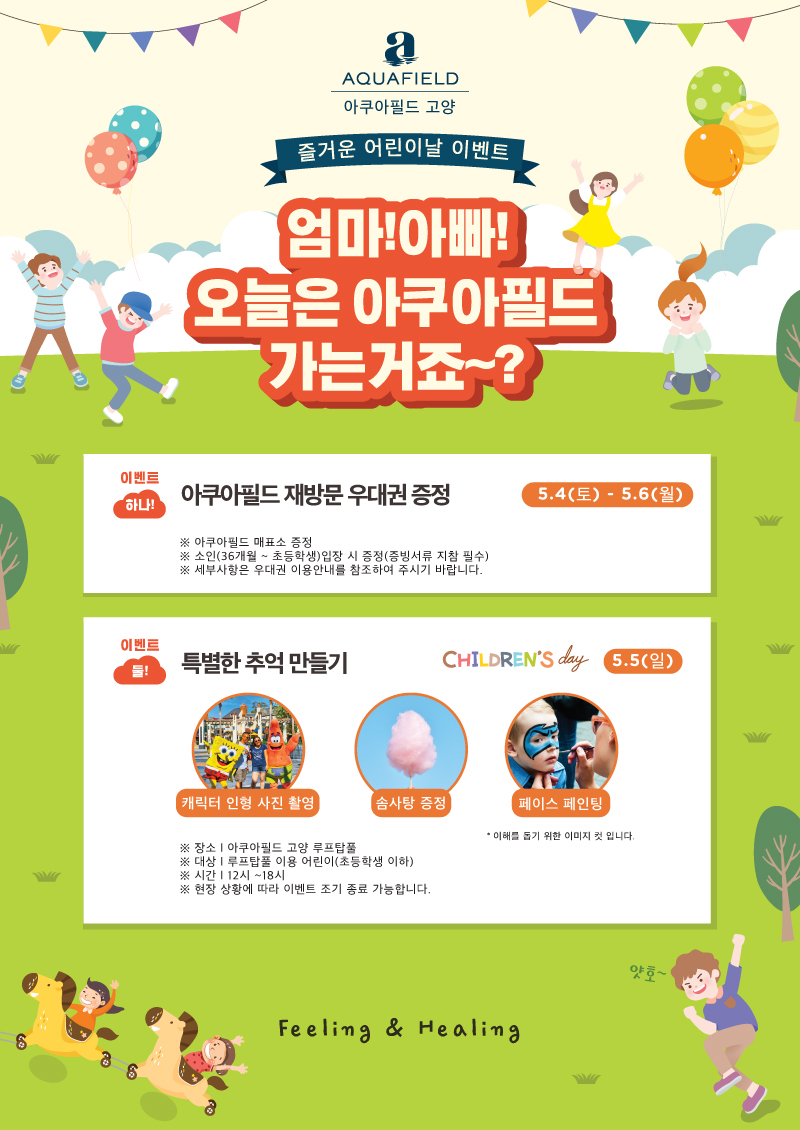 a
AQUAFIELD
아쿠아필드 고양
즐거운 어린이날 이벤트
엄마!아빠!
오늘은 아쿠아필드
가는거죠~?
이벤트
하나!
아쿠아필드 재방문 우대권 증정
5.4(토) - 5.6(월)
※ 아쿠아필드 매표소 증정
※ 소인(36개월 ~ 초등학생)입장 시 증정(증빙서류 지참 필수)
※ 세부사항은 우대권 이용안내를 참조하여 주시기 바랍니다.
이벤트
둘!
특별한 추억 만들기
CHILDREN'S day
5.5(일)
캐릭터 인형 사진 촬영
솜사탕 증정
페이스 페인팅
* 이해를 돕기 위한 이미지 컷 입니다.
※ 장소 I 아쿠아필드 고양 루프탑풀
※ 대상 I 루프탑풀 이용 어린이(초등학생 이하)
※ 시간 I 12시 ~18시
※ 현장 상황에 따라 이벤트 조기 종료 가능합니다.
얏호~
Feeling & Healing